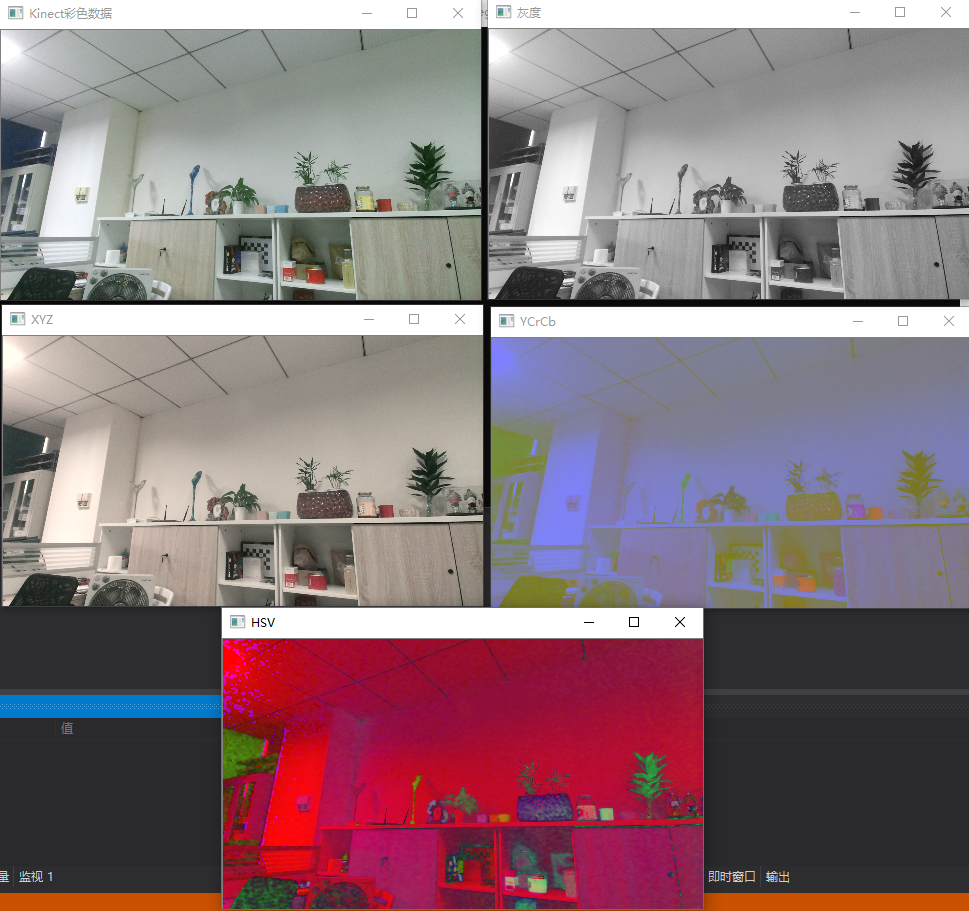 Kinect彩色数据
灰度
XYZ
YCrCb
HSV
值
量 监视 1
即时窗口 输出